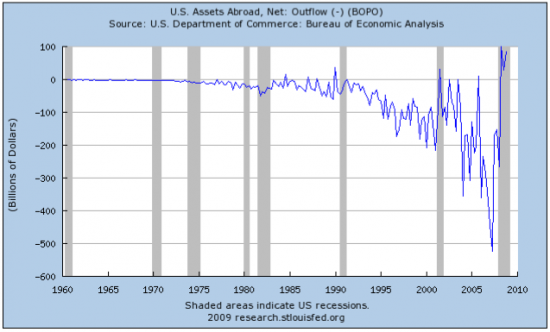 U.S. Assets Abroad, Net: Outflow (-) (BOPO)
Source: U.S. Department of Commerce: Bureau of Economic Analysis
(Billions of Dollars)
100
0
-100
-200
-300
-400
-500
-600
1960 1965 1970 1975 1980 1985 1990 1995 2000 2005 2010
Shaded areas indicate US recessions.
2009 research.stlouisfed.org